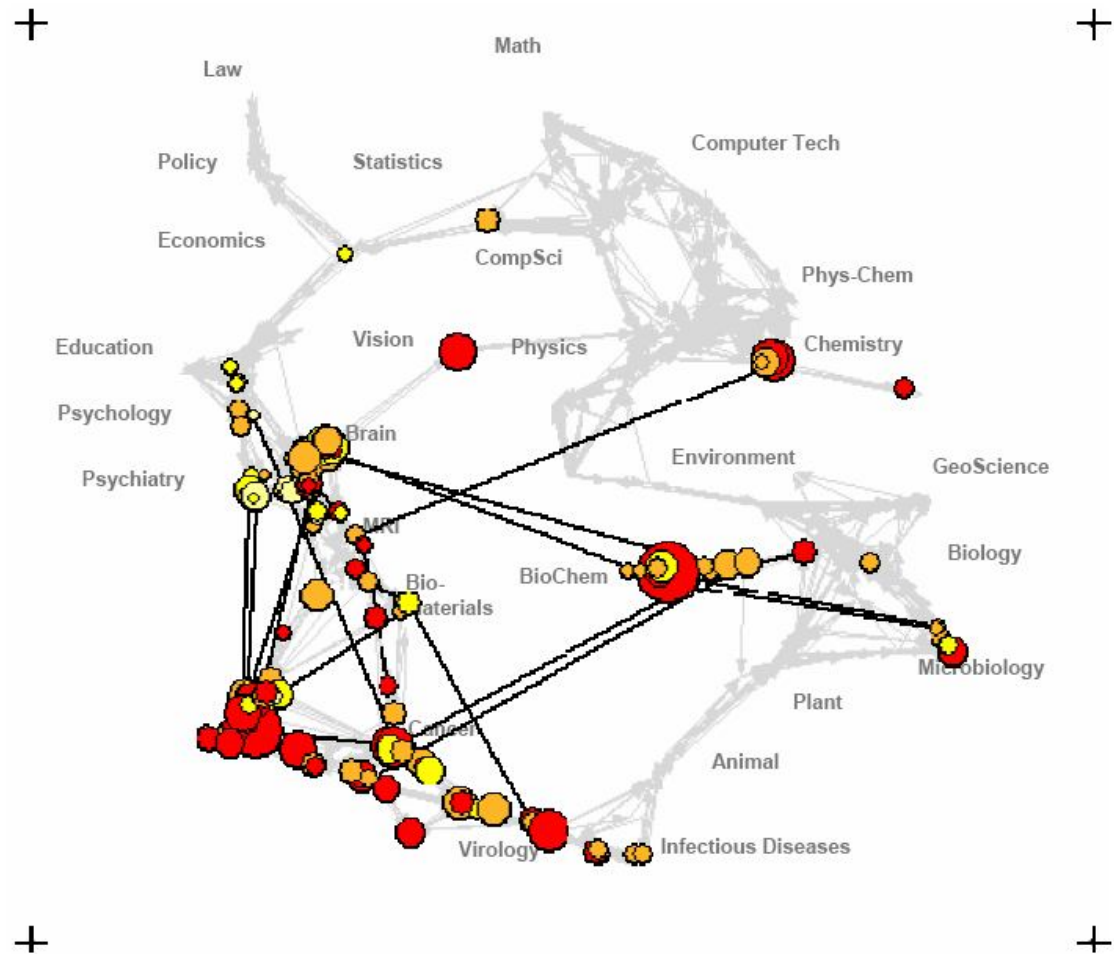 Math
Law
Computer Tech
Policy
Statistics
Economics
CompSci
Phys-Chem
Education
Vision
Physics
Chemistry
Psychology
Brain
Environment
GeoScience
Psychiatry
MRI
Biology
BioChem
Bio-
Materials
Microbiology
Plant
Cancer
Animal
Virology
Infectious Diseases